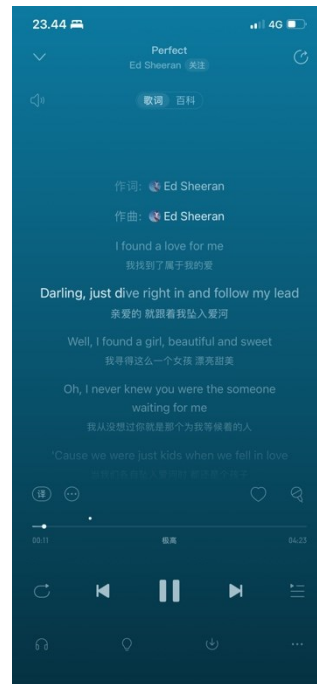 23.44
4G
Perfect
Ed Sheeran 关注
歌词 百科
作词: Ed Sheeran
作曲: Ed Sheeran
I found a love for me
我找到了属于我的爱
Darling, just dive right in and follow my lead
亲爱的 就跟着我坠入爱河
Well, I found a girl, beautiful and sweet
我寻得这么一个女孩 漂亮甜美
Oh, I never knew you were the someone
waiting for me
我从没想过你就是那个为我等候着的人
'Cause we were just kids when we fell in love
译
00:11
极高
04:23